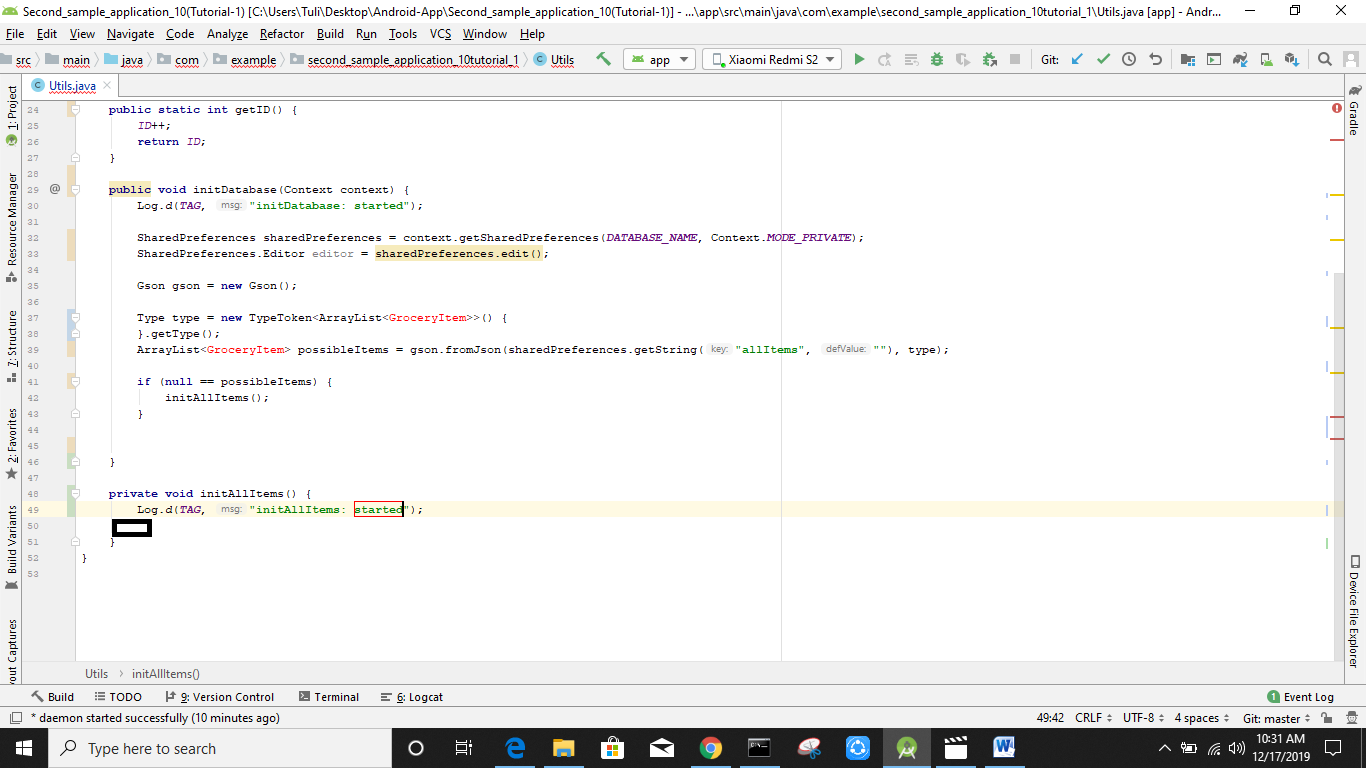 Second_sample_application_10(Tutorial-1) [C:\Users\Tuli\Desktop\Android-App\Second_sample_application_10(Tutorial-1)] - ...\app\src\main\java\com\example\second_sample_application_10tutorial_1\Utils.java [app] - Andr...
File Edit View Navigate Code Analyze Refactor Build Run Tools VCS Window Help
src main java com example second_sample_application_10tutorial_1 Utils app Xiaomi Redmi S2 Git:
Utils.java
1: Project
Resource Manager
7: Structure
2: Favorites
Build Variants
yout Captures
24 public static int getID() {
25 ID++;
26 return ID;
27 }
28
29 @ public void initDatabase(Context context) {
30 Log.d(TAG, msg: "initDatabase: started");
31
32 SharedPreferences sharedPreferences = context.getSharedPreferences(DATABASE_NAME, Context.MODE_PRIVATE);
33 SharedPreferences.Editor editor = sharedPreferences.edit();
34
35 Gson gson = new Gson();
36
37 Type type = new TypeToken<ArrayList<GroceryItem>>() {
38 }.getType();
39 ArrayList<GroceryItem> possibleItems = gson.fromJson(sharedPreferences.getString( key: "allItems", defValue: ""), type);
40
41 if (null == possibleItems) {
42 initAllItems();
43 }
44
45
46 }
47
48 private void initAllItems() {
49 Log.d(TAG, msg: "initAllItems: started");
50
51 }
52 }
53
Gradle
Device File Explorer
Utils initAllItems()
Build TODO 9: Version Control Terminal 6: Logcat 1 Event Log
* daemon started successfully (10 minutes ago) 49:42 CRLF UTF-8 4 spaces Git: master
Type here to search
10:31 AM
12/17/2019